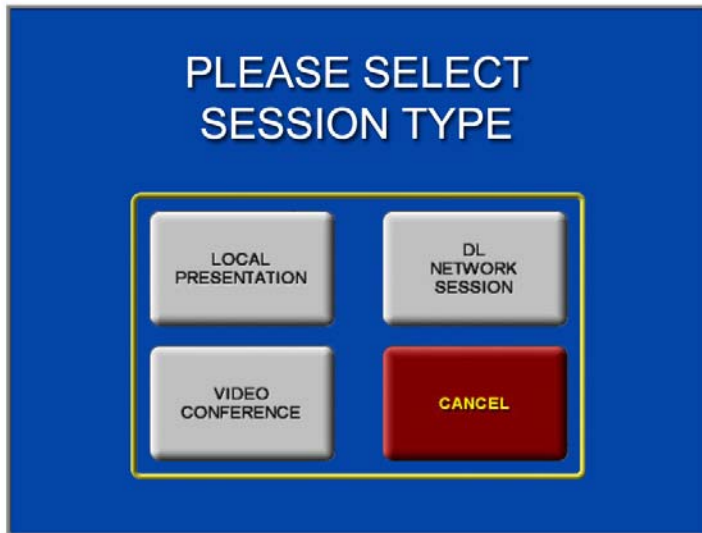 PLEASE SELECT
SESSION TYPE
LOCAL
PRESENTATION
DL
NETWORK
SESSION
VIDEO
CONFERENCE
CANCEL